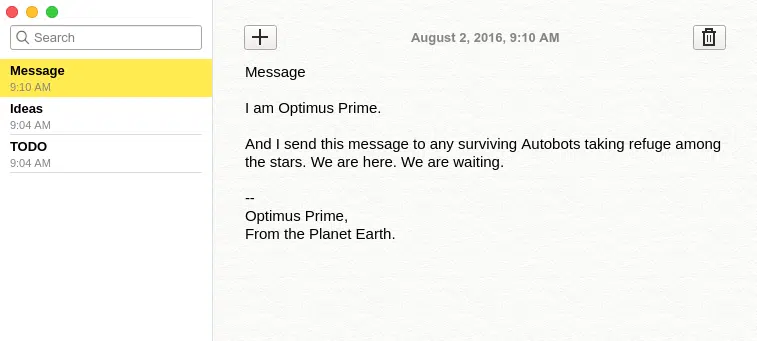 Search
Message
9:10 AM
Ideas
9:04 AM
TODO
9:04 AM
August 2, 2016, 9:10 AM
Message
I am Optimus Prime.
And I send this message to any surviving Autobots taking refuge among
the stars. We are here. We are waiting.
--
Optimus Prime,
From the Planet Earth.